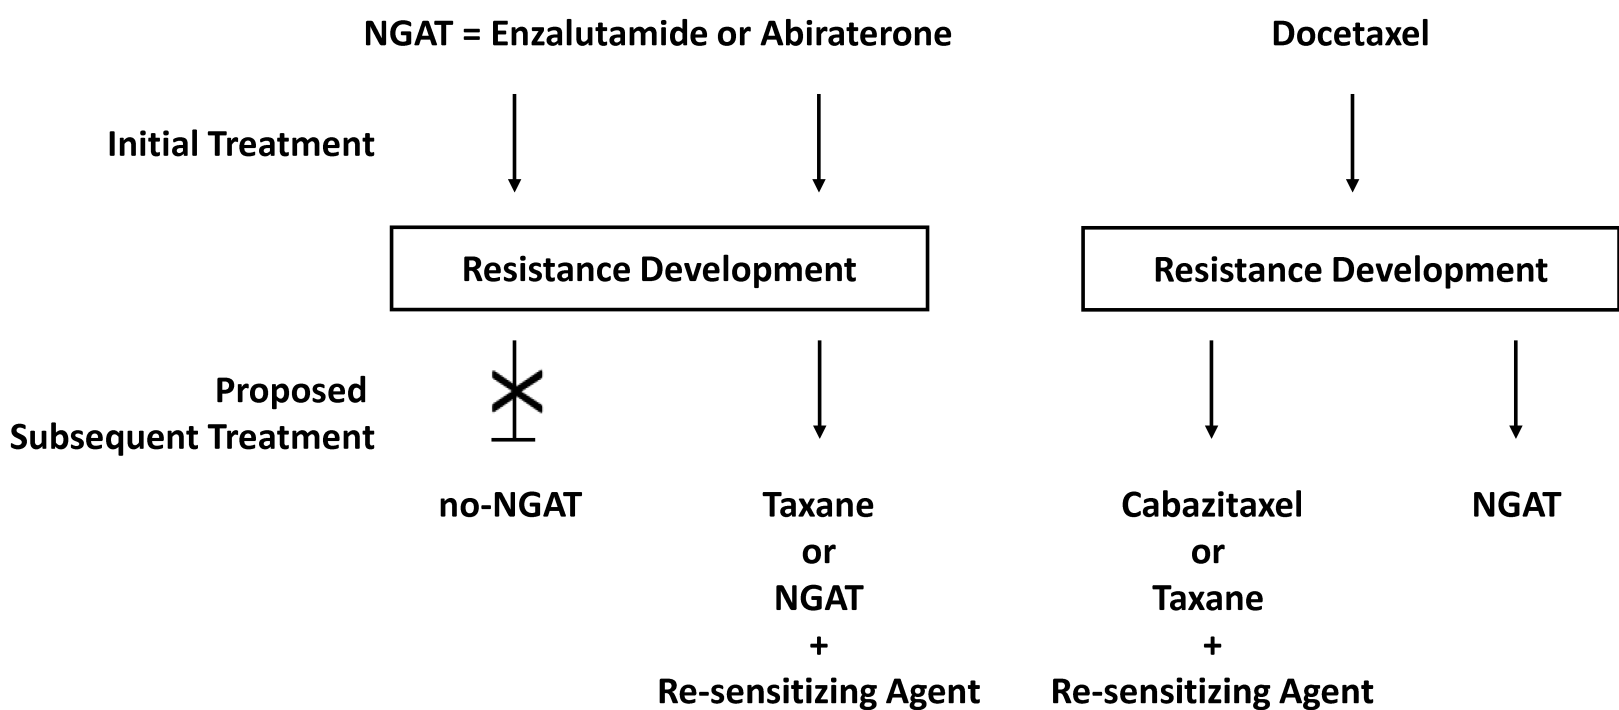 NGAT = Enzalutamide or Abiraterone
Docetaxel
Initial Treatment
Resistance Development
Resistance Development
Proposed
Subsequent Treatment
no-NGAT
Taxane
or
NGAT
+
Re-sensitizing Agent
Cabazitaxel
or
Taxane
+
Re-sensitizing Agent
NGAT